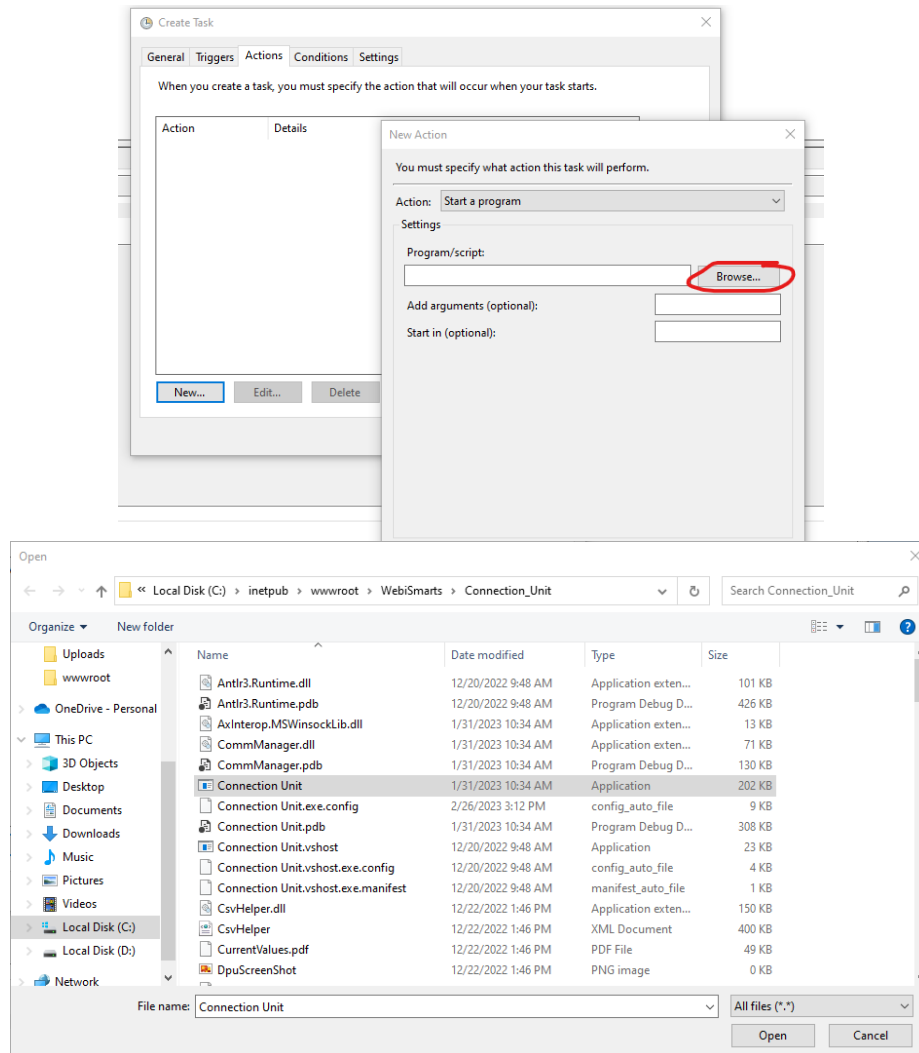 Create Task
General Triggers Actions Conditions Settings
When you create a task, you must specify the action that will occur when your task starts.
Action Details
New... Edit... Delete
New Action
You must specify what action this task will perform.
Action: Start a program
Settings
Program/script:
Browse...
Add arguments (optional):
Start in (optional):
Open
« Local Disk (C:) › inetpub › wwwroot › WebiSmarts › Connection_Unit
Search Connection_Unit
Organize New folder
Uploads
wwwroot
OneDrive - Personal
This PC
3D Objects
Desktop
Documents
Downloads
Music
Pictures
Videos
Local Disk (C:)
Local Disk (D:)
Network
Name Date modified Type Size
Antlr3.Runtime.dll 12/20/2022 9:48 AM Application exten... 101 KB
Antlr3.Runtime.pdb 12/20/2022 9:48 AM Program Debug D... 426 KB
AxInterop.MSWinsockLib.dll 1/31/2023 10:34 AM Application exten... 13 KB
CommManager.dll 1/31/2023 10:34 AM Application exten... 71 KB
CommManager.pdb 1/31/2023 10:34 AM Program Debug D... 130 KB
Connection Unit 1/31/2023 10:34 AM Application 202 KB
Connection Unit.exe.config 2/26/2023 3:12 PM config_auto_file 9 KB
Connection Unit.pdb 1/31/2023 10:34 AM Program Debug D... 308 KB
Connection Unit.vshost 12/20/2022 9:48 AM Application 23 KB
Connection Unit.vshost.exe.config 12/20/2022 9:48 AM config_auto_file 4 KB
Connection Unit.vshost.exe.manifest 12/20/2022 9:48 AM manifest_auto_file 1 KB
CsvHelper.dll 12/22/2022 1:46 PM Application exten... 150 KB
CsvHelper 12/22/2022 1:46 PM XML Document 400 KB
CurrentValues.pdf 12/22/2022 1:46 PM PDF File 49 KB
DpuScreenShot 12/22/2022 1:46 PM PNG image 0 KB
File name: Connection Unit All files (*.*)
Open Cancel